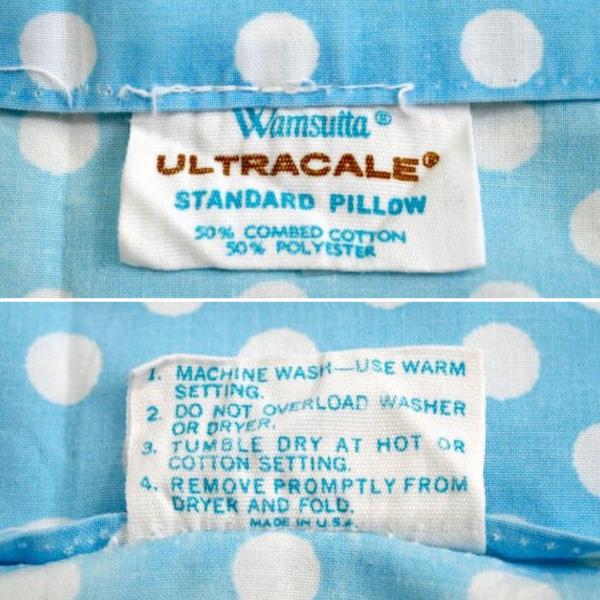 Wamsutta®
ULTRACALE®
STANDARD PILLOW
50% COMBED COTTON
50% POLYESTER
1. MACHINE WASH—USE WARM
SETTING.
2. DO NOT OVERLOAD WASHER
OR DRYER.
3. TUMBLE DRY AT HOT OR
COTTON SETTING.
4. REMOVE PROMPTLY FROM
DRYER AND FOLD.
MADE IN U.S.A.